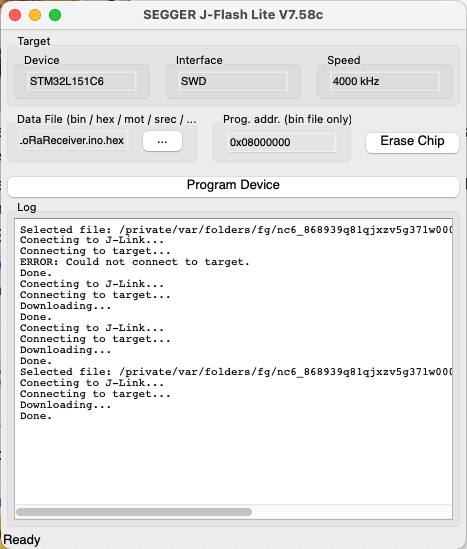 SEGGER J-Flash Lite V7.58c
Target
Device
Interface
Speed
STM32L151C6
SWD
4000 kHz
Data File (bin / hex / mot / srec / ...
Prog. addr. (bin file only)
.oRaReceiver.ino.hex
...
0x08000000
Erase Chip
Program Device
Log
Selected file: /private/var/folders/fg/nc6_868939q81qjxzv5g371w000
Conecting to J-Link...
Connecting to target...
ERROR: Could not connect to target.
Done.
Conecting to J-Link...
Connecting to target...
Downloading...
Done.
Conecting to J-Link...
Connecting to target...
Downloading...
Done.
Selected file: /private/var/folders/fg/nc6_868939q81qjxzv5g371w000
Conecting to J-Link...
Connecting to target...
Downloading...
Done.
Ready